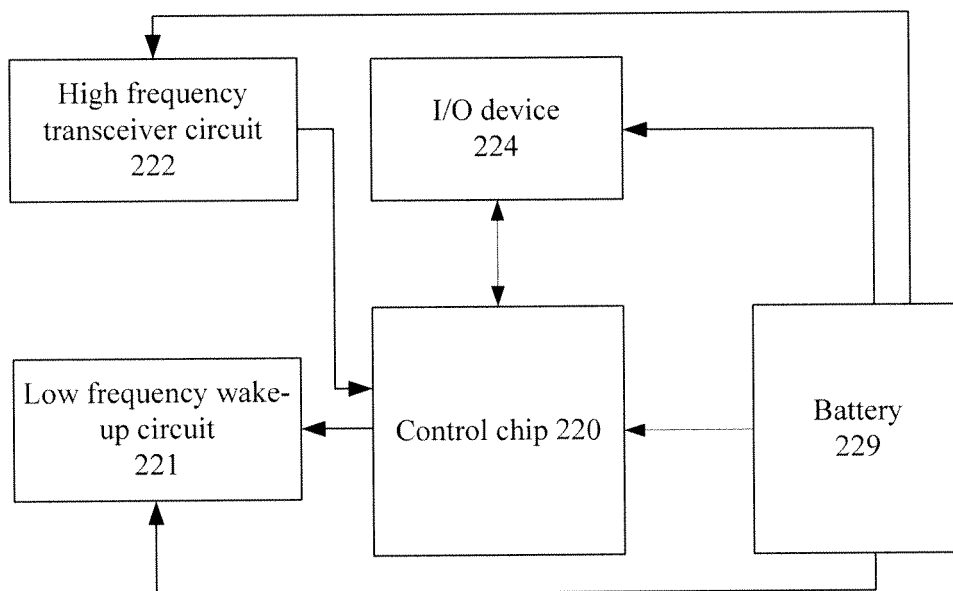 High frequency
transceiver circuit
222
I/O device
224
Low frequency wake-
up circuit
221
Control chip 220
Battery
229